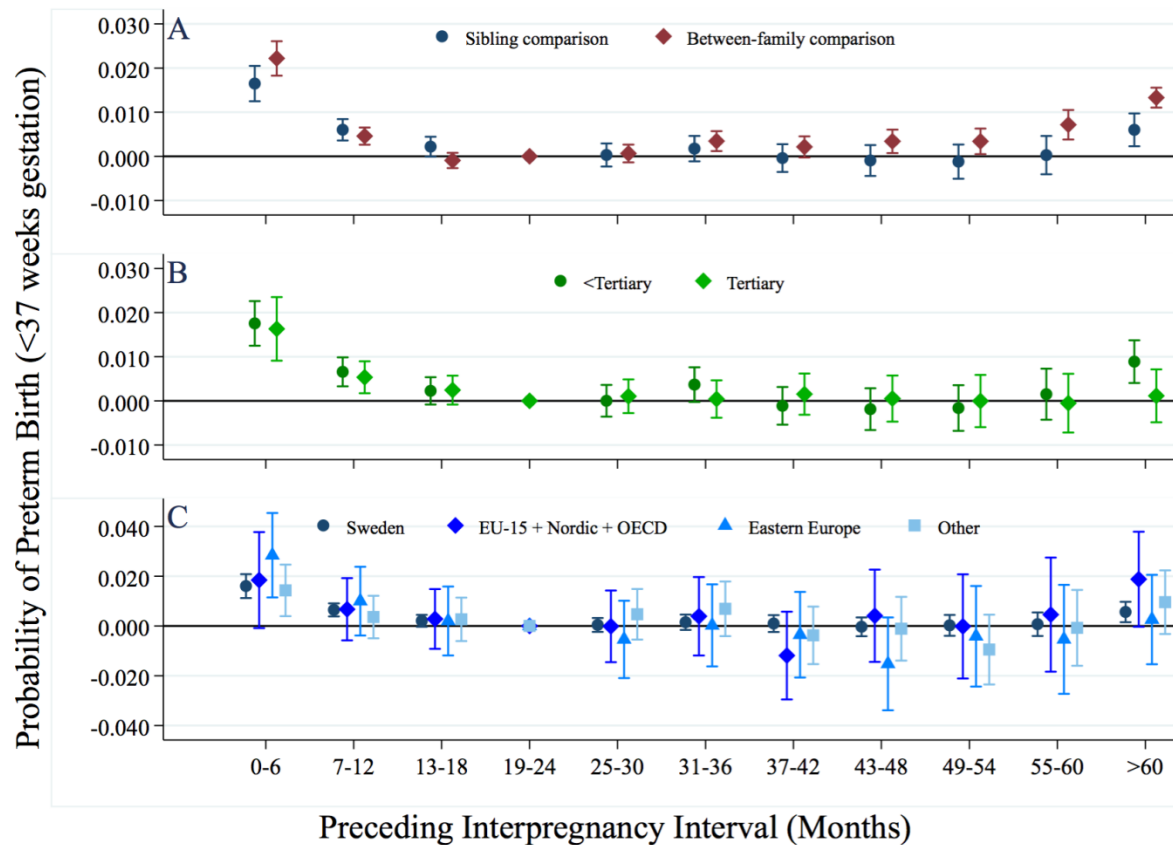 Probability of Preterm Birth (<37 weeks gestation)
A
Sibling comparison
Between-family comparison
0.030
0.020
0.010
0.000
-0.010
B
<Tertiary
Tertiary
0.030
0.020
0.010
0.000
-0.010
C
Sweden
EU-15 + Nordic + OECD
Eastern Europe
Other
0.040
0.020
0.000
-0.020
-0.040
0-6 7-12 13-18 19-24 25-30 31-36 37-42 43-48 49-54 55-60 >60
Preceding Interpregnancy Interval (Months)